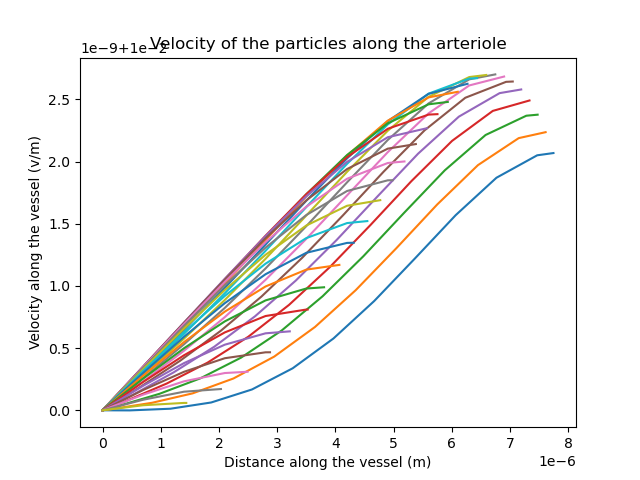 Velocity of the particles along the arteriole
1e−9+1e−2
2.5
2.0
1.5
1.0
0.5
0.0
Velocity along the vessel (v/m)
0 1 2 3 4 5 6 7 8
1e−6
Distance along the vessel (m)